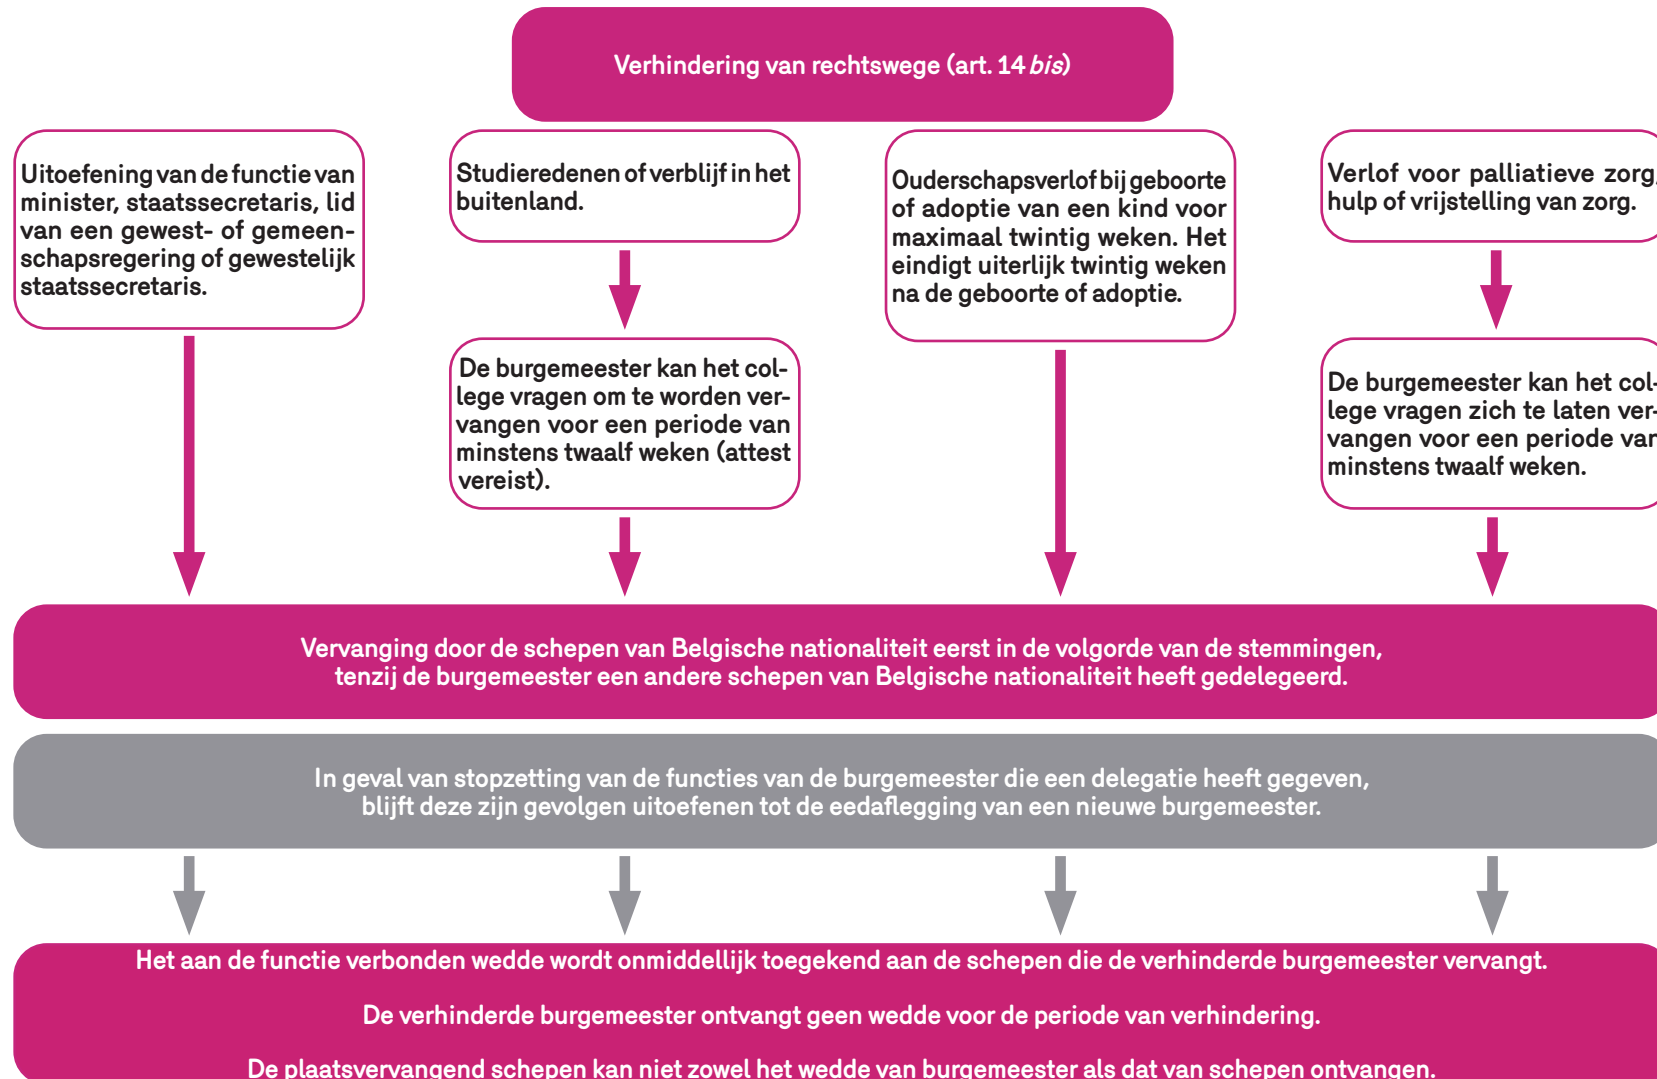 Verhindering van rechtswege (art. 14 bis)
Uitoefening van de functie van
minister, staatssecretaris, lid
van een gewest- of gemeen-
schapsregering of gewestelijk
staatssecretaris.
Studieredenen of verblijf in het
buitenland.
De burgemeester kan het col-
lege vragen om te worden ver-
vangen voor een periode van
minstens twaalf weken (attest
vereist).
Ouderschapsverlof bij geboorte
of adoptie van een kind voor
maximaal twintig weken. Het
eindigt uiterlijk twintig weken
na de geboorte of adoptie.
Verlof voor palliatieve zorg,
hulp of vrijstelling van zorg.
De burgemeester kan het col-
lege vragen zich te laten ver-
vangen voor een periode van
minstens twaalf weken.
Vervanging door de schepen van Belgische nationaliteit eerst in de volgorde van de stemmingen,
tenzij de burgemeester een andere schepen van Belgische nationaliteit heeft gedelegeerd.
In geval van stopzetting van de functies van de burgemeester die een delegatie heeft gegeven,
blijft deze zijn gevolgen uitoefenen tot de eedaflegging van een nieuwe burgemeester.
Het aan de functie verbonden wedde wordt onmiddellijk toegekend aan de schepen die de verhinderde burgemeester vervangt.
De verhinderde burgemeester ontvangt geen wedde voor de periode van verhindering.
De plaatsvervangend schepen kan niet zowel het wedde van burgemeester als dat van schepen ontvangen.